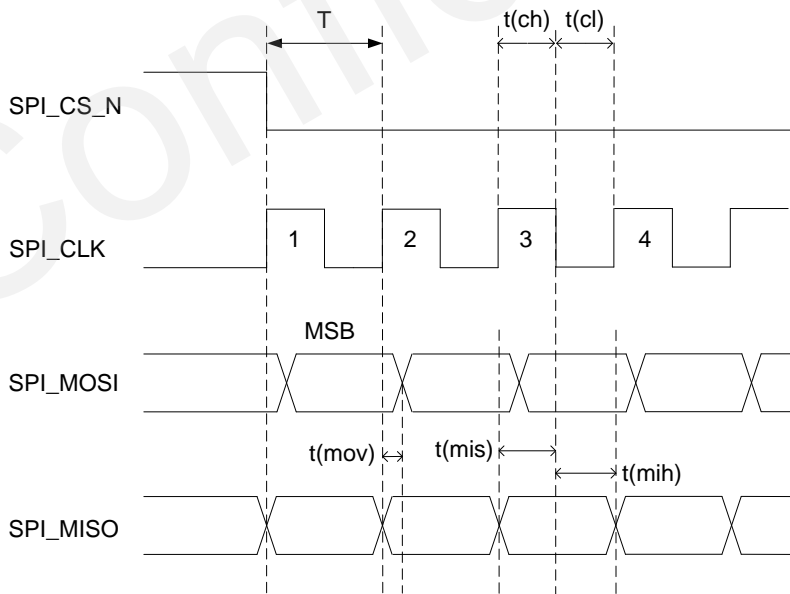 T
t(ch)
t(cl)
SPI_CS_N
SPI_CLK
1
2
3
4
MSB
SPI_MOSI
t(mov)
t(mis)
t(mih)
SPI_MISO